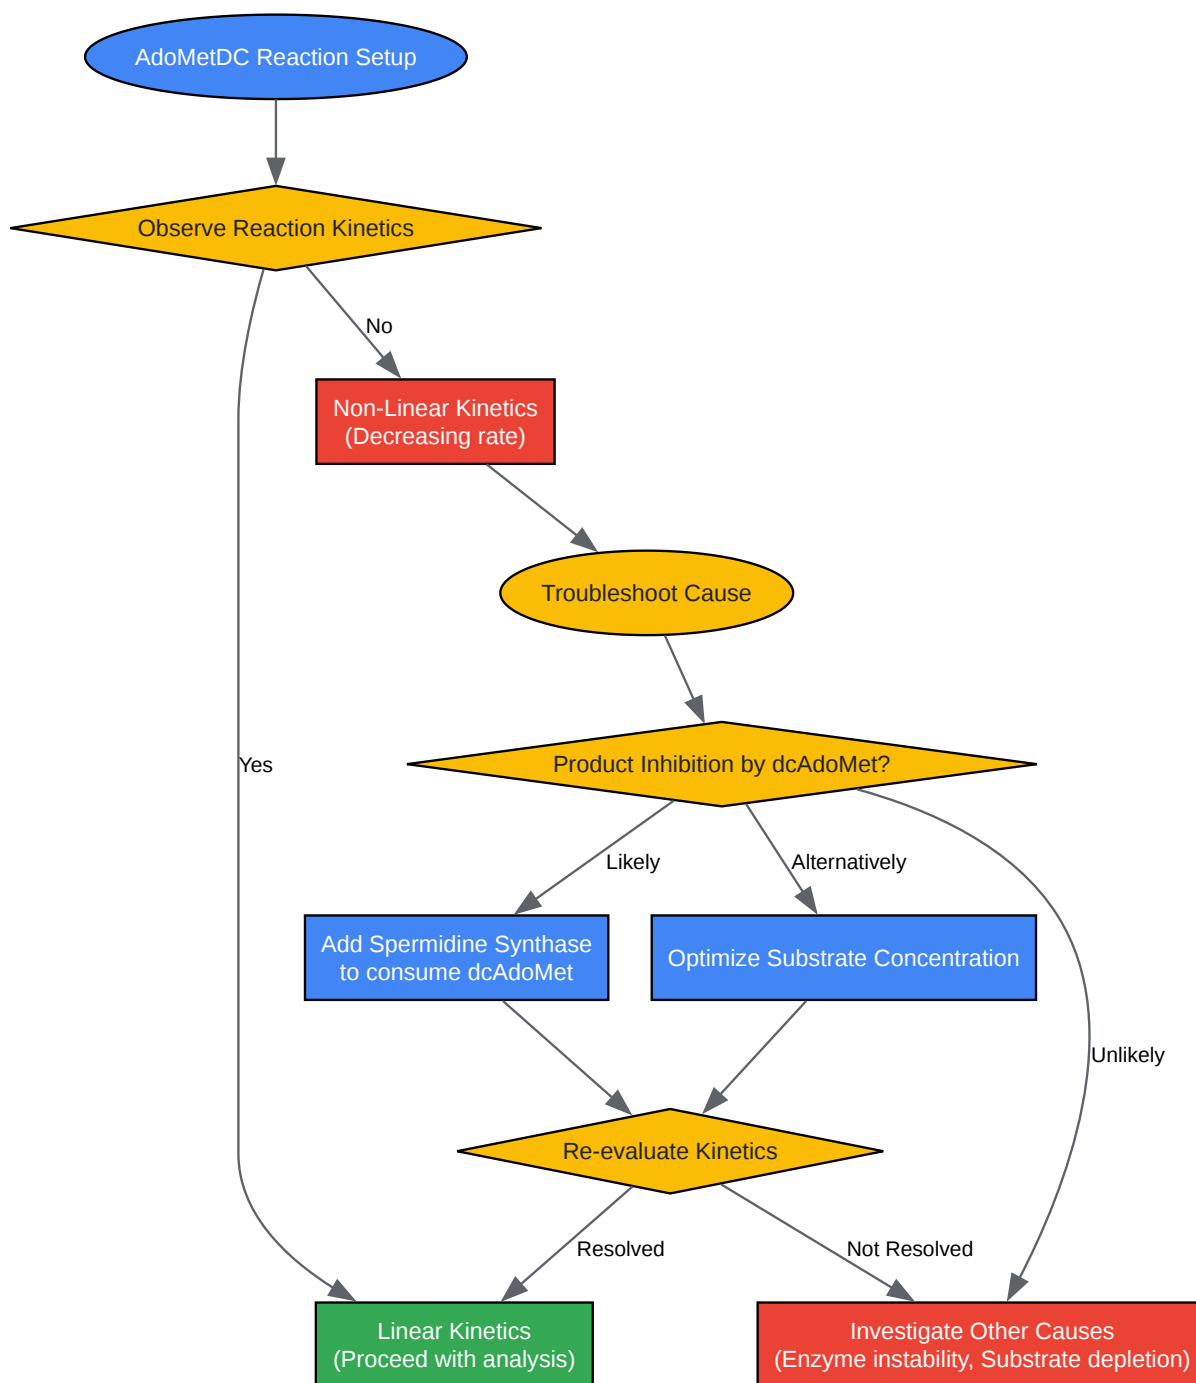 AdoMetDC Reaction Setup
Observe Reaction Kinetics
No
Non-Linear Kinetics
(Decreasing rate)
Troubleshoot Cause
Yes
Product Inhibition by dcAdoMet?
Likely
Alternatively
Add Spermidine Synthase
to consume dcAdoMet
Optimize Substrate Concentration
Unlikely
Re-evaluate Kinetics
Resolved
Not Resolved
Linear Kinetics
(Proceed with analysis)
Investigate Other Causes
(Enzyme instability, Substrate depletion)